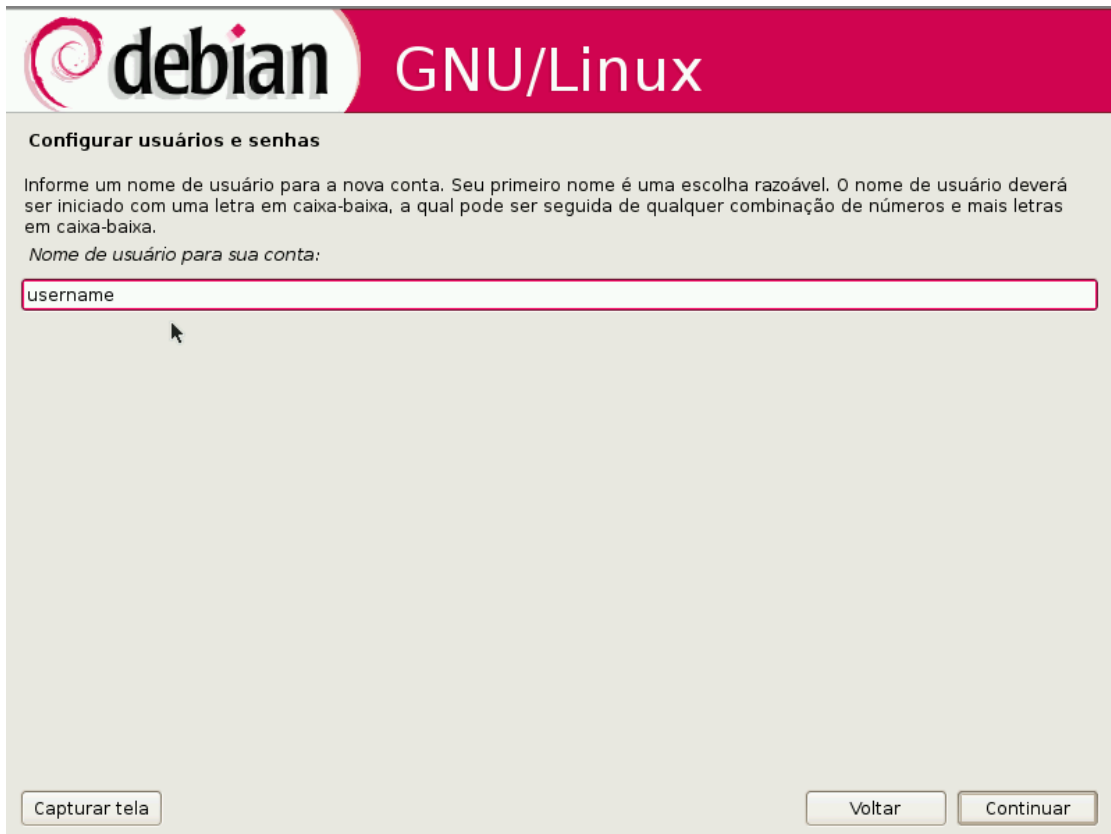 debian GNU/Linux
Configurar usuários e senhas
Informe um nome de usuário para a nova conta. Seu primeiro nome é uma escolha razoável. O nome de usuário deverá
ser iniciado com uma letra em caixa-baixa, a qual pode ser seguida de qualquer combinação de números e mais letras
em caixa-baixa.
Nome de usuário para sua conta:
username
Capturar tela Voltar Continuar